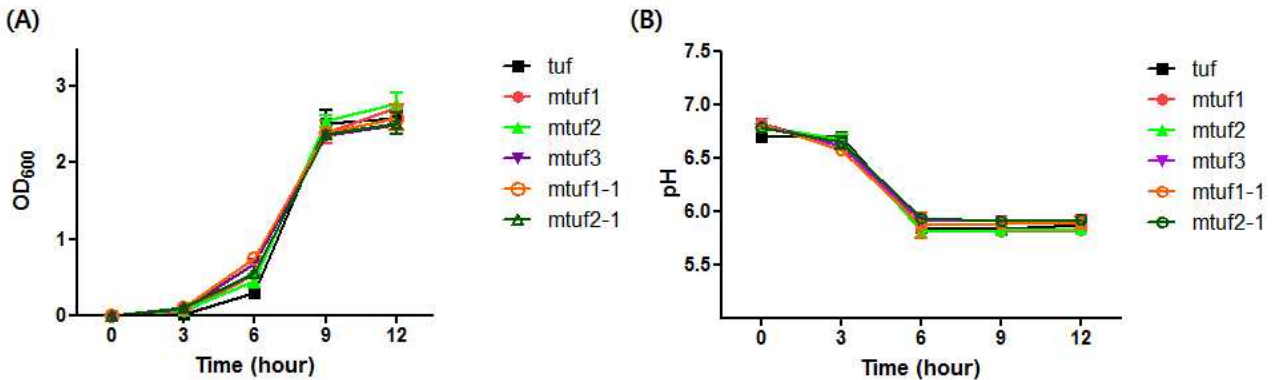 (A)
OD600
3
2
1
0
0 3 6 9 12
Time (hour)
tuf
mtuf1
mtuf2
mtuf3
mtuf1-1
mtuf2-1
(B)
pH
7.5
7.0
6.5
6.0
5.5
0 3 6 9 12
Time (hour)
tuf
mtuf1
mtuf2
mtuf3
mtuf1-1
mtuf2-1